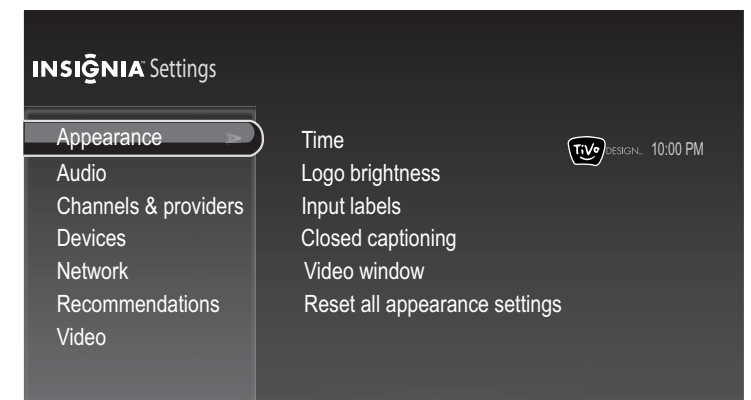 INSIGNIA™ Settings
Appearance >
Audio
Channels & providers
Devices
Network
Recommendations
Video
Time
Logo brightness
Input labels
Closed captioning
Video window
Reset all appearance settings
TiVo DESIGN... 10:00 PM